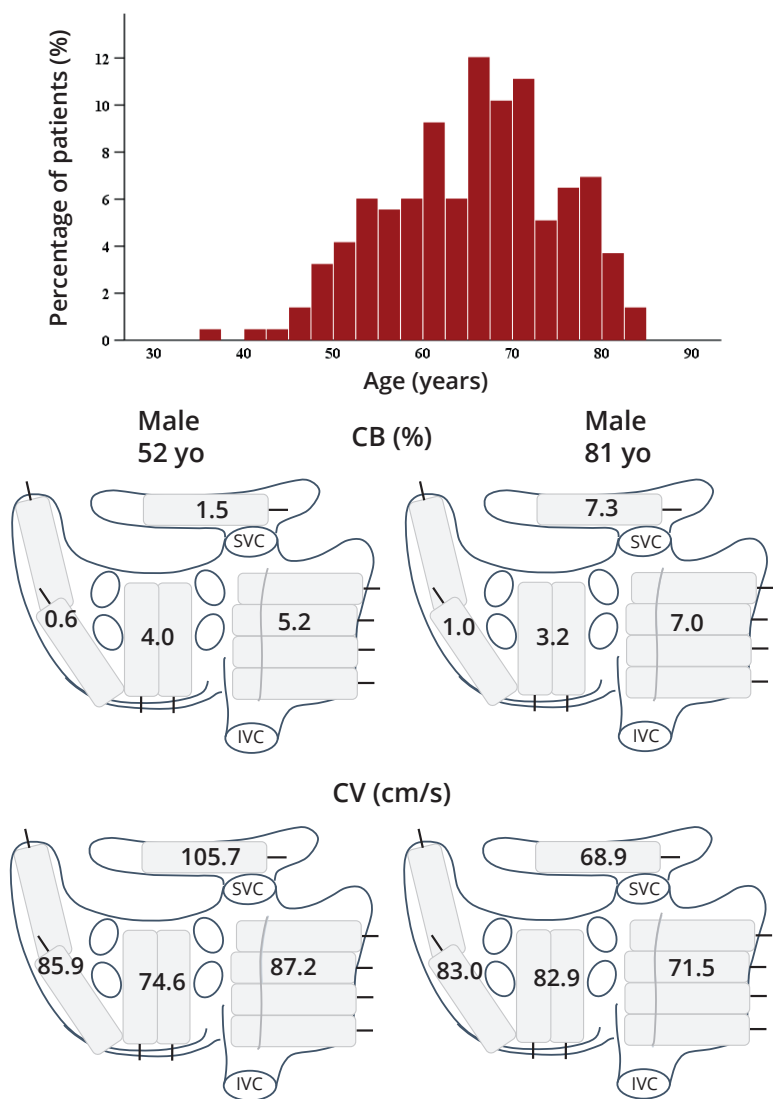 Percentage of patients (%)
12
10
8
6
4
2
0
30 40 50 60 70 80 90
Age (years)
Male
52 yo
CB (%)
Male
81 yo
1.5
SVC
0.6
4.0
5.2
IVC
7.3
SVC
1.0
3.2
7.0
IVC
CV (cm/s)
105.7
SVC
85.9
74.6
87.2
IVC
68.9
SVC
83.0
82.9
71.5
IVC